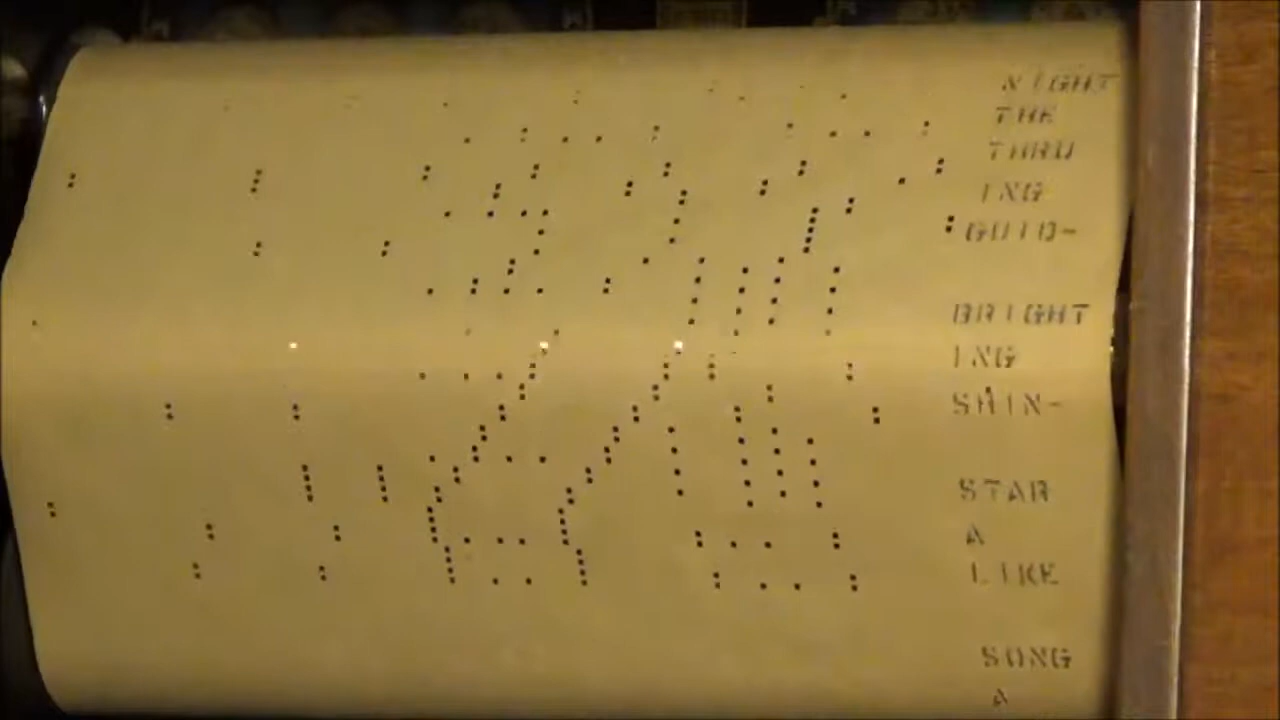 NIGHT
THE
THRU
ING
GUID-
BRIGHT
ING
SHIN-
STAR
A
LIKE
SONG
A